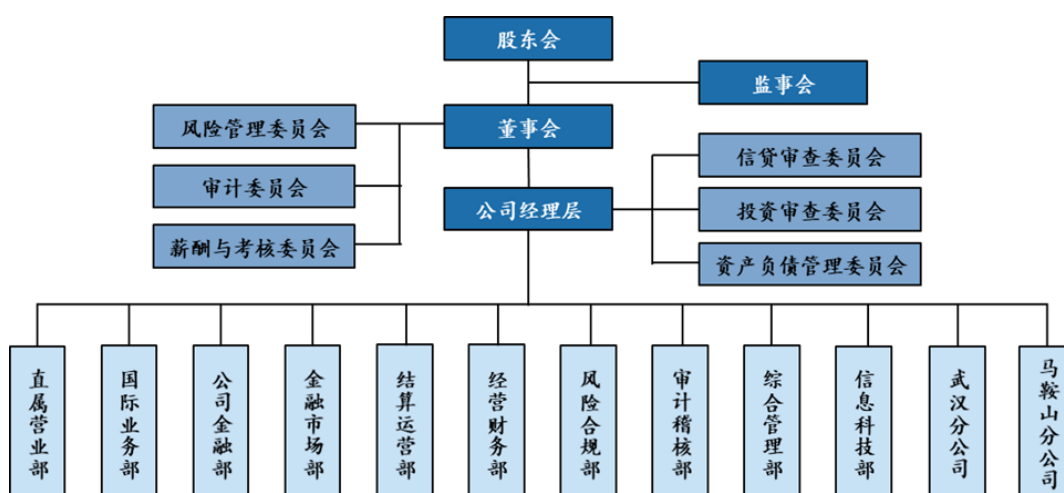 股东会
监事会
风险管理委员会
董事会
信贷审查委员会
审计委员会
公司经理层
投资审查委员会
薪酬与考核委员会
资产负债管理委员会
直属营业部
国际业务部
公司金融部
金融市场部
结算运营部
经营财务部
风险合规部
审计稽核部
综合管理部
信息科技部
武汉分公司
马鞍山分公司